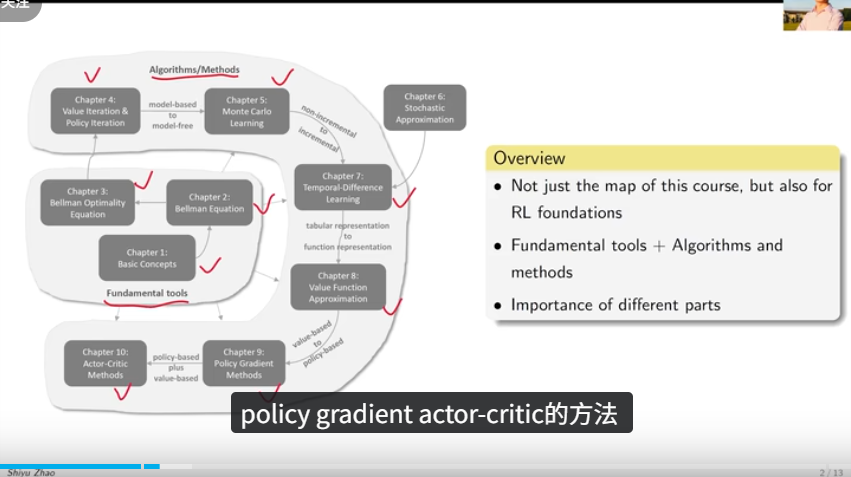 关注
Algorithms/Methods
Chapter 4:
Value Iteration &
Policy Iteration
model-based
to
model-free
Chapter 5:
Monte Carlo
Learning
non-incremental
to
incremental
Chapter 6:
Stochastic
Approximation
Chapter 3:
Bellman Optimality
Equation
Chapter 2:
Bellman Equation
Chapter 7:
Temporal-Difference
Learning
Chapter 1:
Basic Concepts
Fundamental tools
tabular representation
to
function representation
Chapter 8:
Value Function
Approximation
value-based
to
policy-based
Chapter 10:
Actor-Critic
Methods
policy-based
plus
value-based
Chapter 9:
Policy Gradient
Methods
Overview
• Not just the map of this course, but also for
RL foundations
• Fundamental tools + Algorithms and
methods
• Importance of different parts
policy gradient actor-critic的方法
Shiyu Zhao
2 / 13